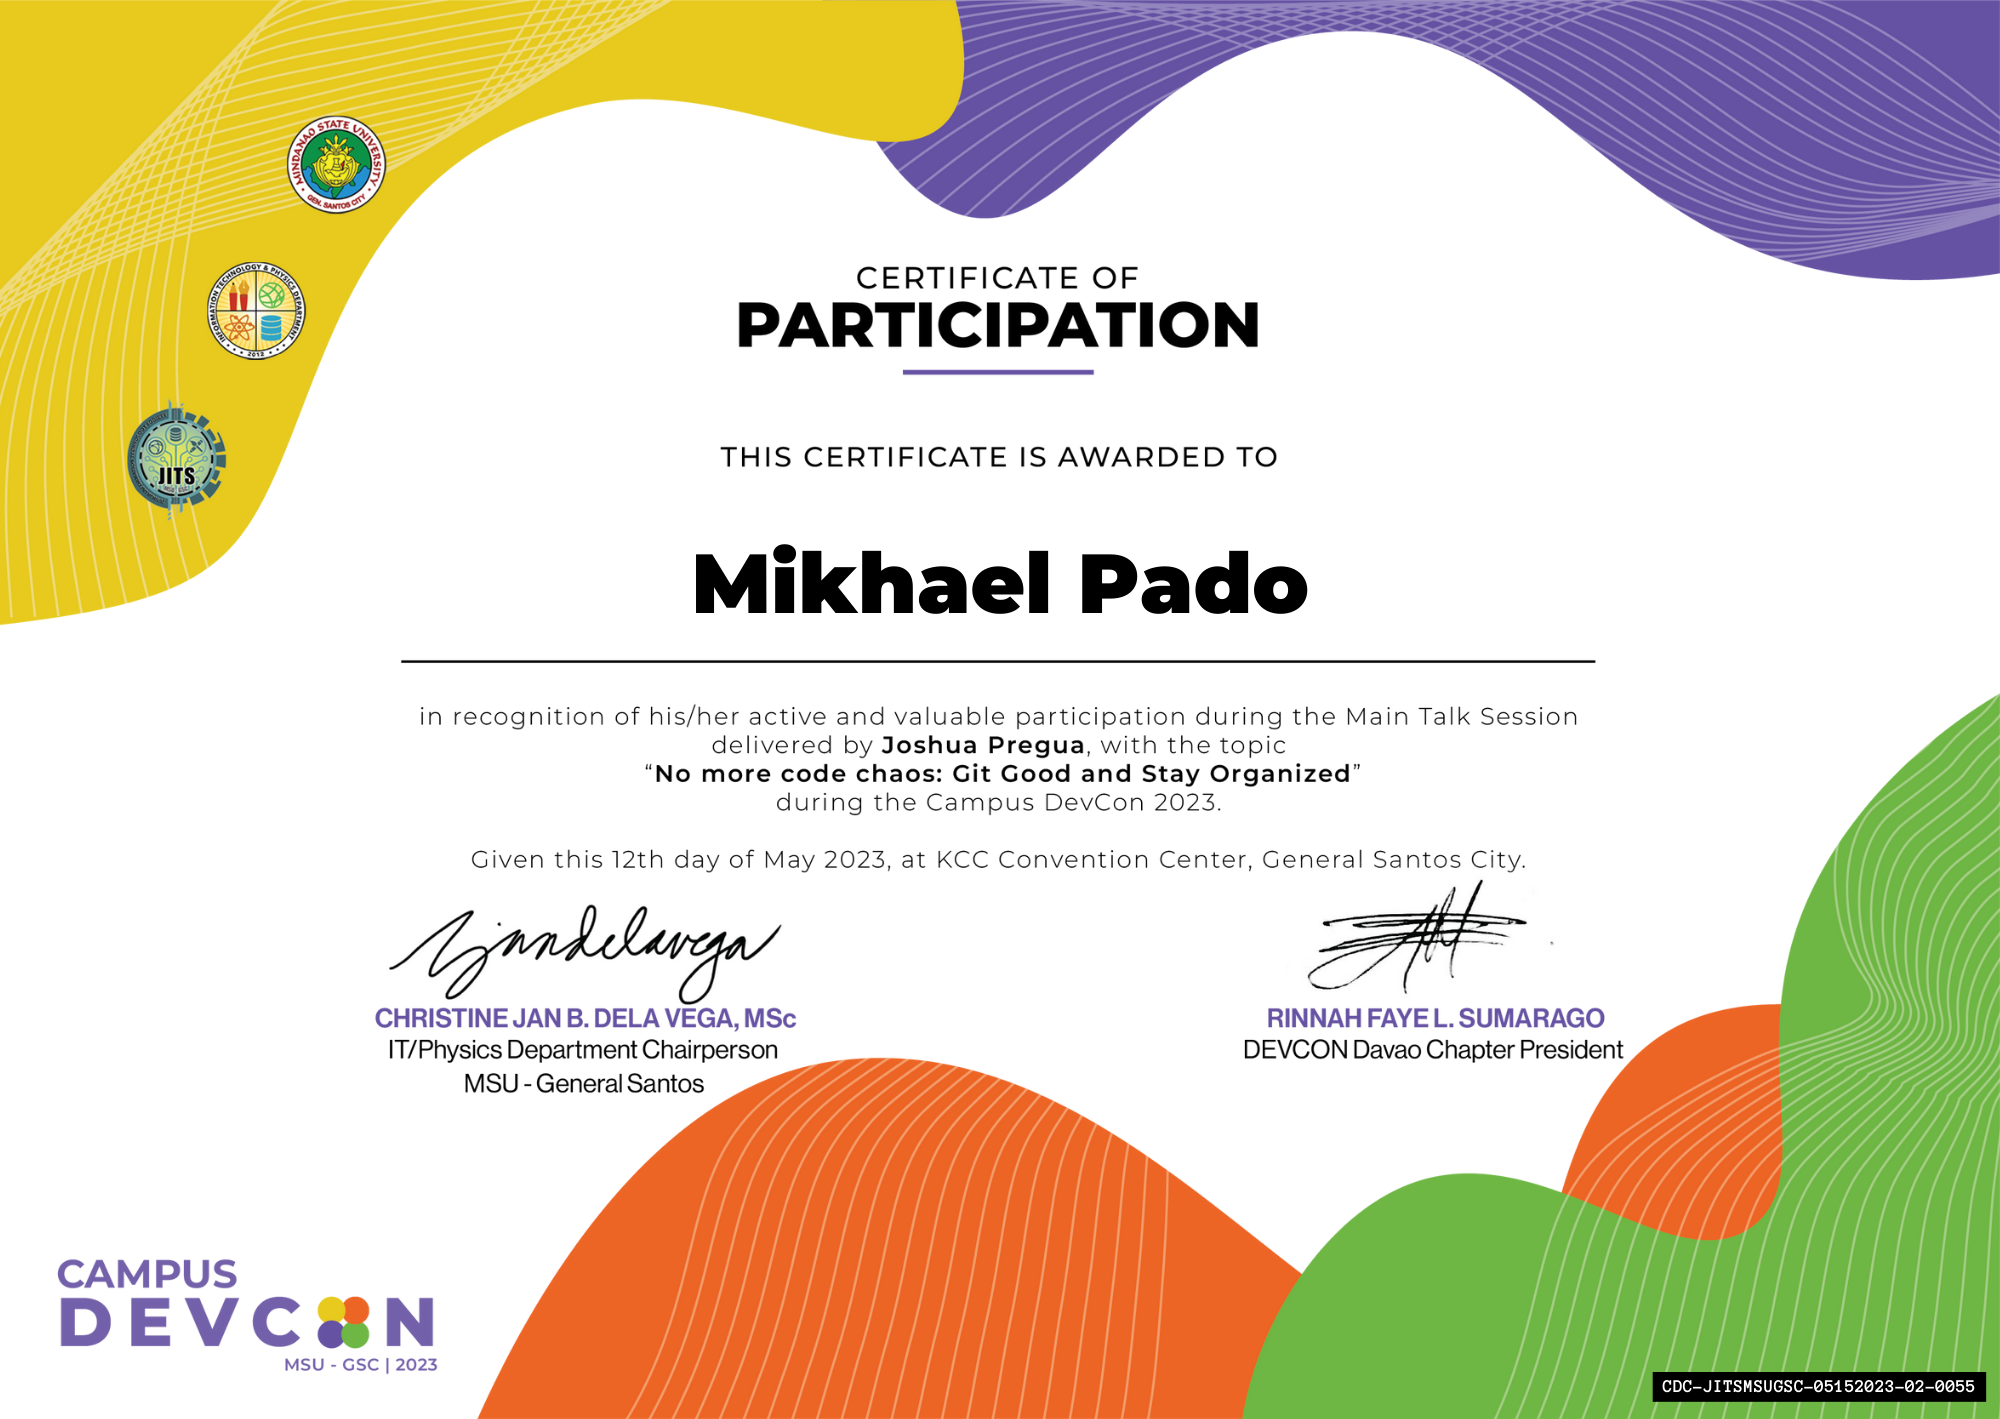 MINDANAO STATE UNIVERSITY
GEN. SANTOS CITY
INFORMATION TECHNOLOGY & PHYSICS DEPARTMENT
2012
JITS
CERTIFICATE OF
PARTICIPATION
THIS CERTIFICATE IS AWARDED TO
Mikhael Pado
in recognition of his/her active and valuable participation during the Main Talk Session
delivered by Joshua Pregua, with the topic
“No more code chaos: Git Good and Stay Organized”
during the Campus DevCon 2023.
Given this 12th day of May 2023, at KCC Convention Center, General Santos City.
CHRISTINE JAN B. DELA VEGA, MSc
IT/Physics Department Chairperson
MSU - General Santos
RINNAH FAYE L. SUMARAGO
DEVCON Davao Chapter President
CAMPUS
DEVCON
MSU - GSC | 2023
CDC-JITSMSUGSC-05152023-02-0055